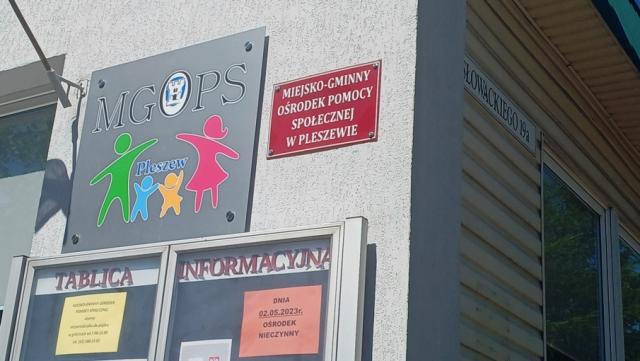 MGOPS
Pleszew
MIEJSKO-GMINNY
OŚRODEK POMOCY
SPOŁECZNEJ
W PLESZEWIE
SŁOWACKIEGO 19a
TABLICA INFORMACYJNA
DNIA
02.05.2023r.
OŚRODEK
NIECZYNNY